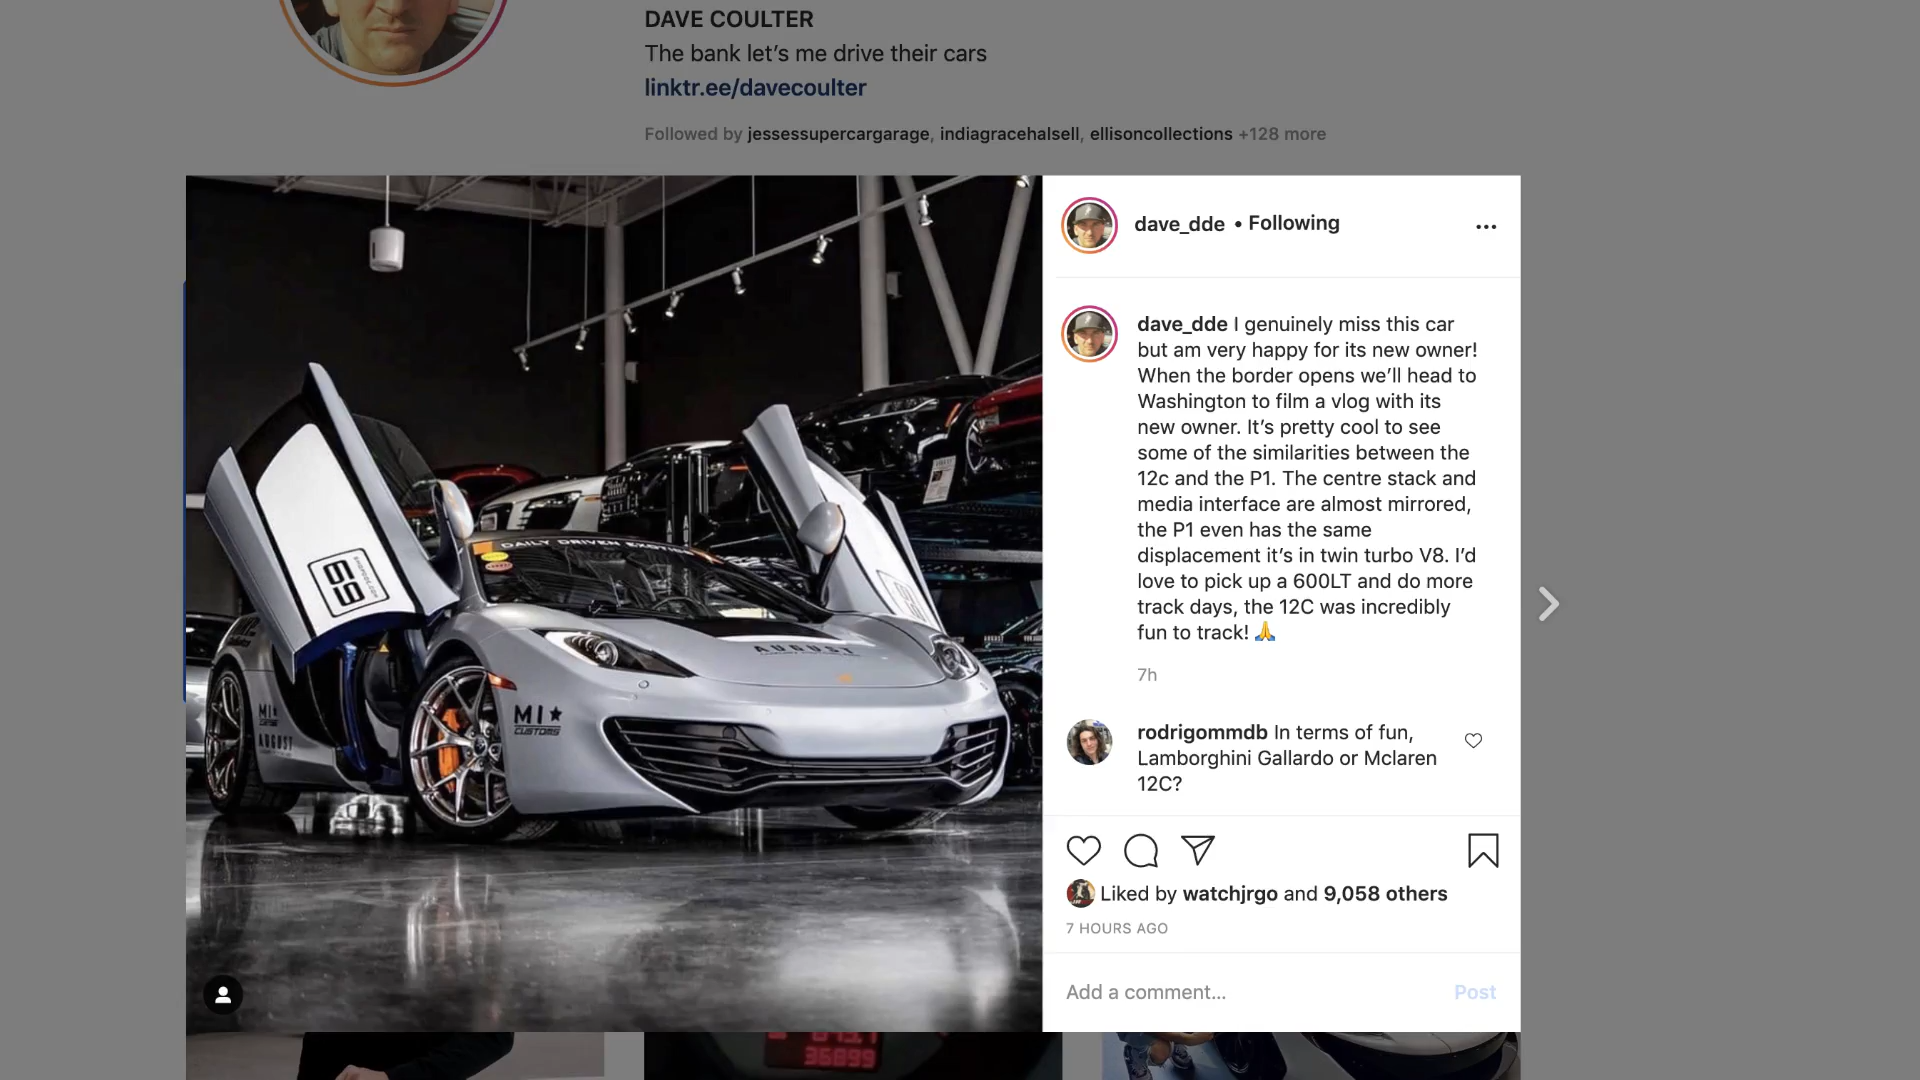 DAVE COULTER
The bank let's me drive their cars
linktr.ee/davecoulter
Followed by jessessupercargarage, indiagracehalsell, ellisoncollections +128 more
dave_dde • Following
dave_dde I genuinely miss this car
but am very happy for its new owner!
When the border opens we'll head to
Washington to film a vlog with its
new owner. It's pretty cool to see
some of the similarities between the
12c and the P1. The centre stack and
media interface are almost mirrored,
the P1 even has the same
displacement it's in twin turbo V8. I'd
love to pick up a 600LT and do more
track days, the 12C was incredibly
fun to track! 🙏
7h
rodrigommdb In terms of fun,
Lamborghini Gallardo or Mclaren
12C?
Liked by watchjrgo and 9,058 others
7 HOURS AGO
Add a comment...
Post
DAILY DRIVEN EXOTICS
69
AUGUST
MI★
CUSTOMS
MI★
AUGUST
36899